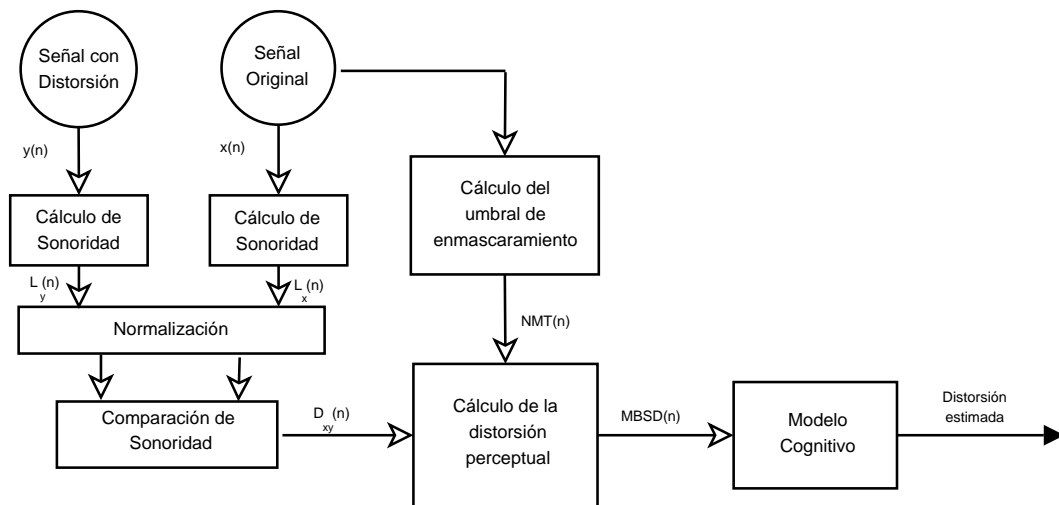 Señal con
Distorsión
Señal
Original
y(n)
x(n)
Cálculo de
Sonoridad
Cálculo de
Sonoridad
Cálculo del
umbral de
enmascaramiento
L (n)
y
L (n)
x
Normalización
NMT(n)
Comparación de
Sonoridad
D (n)
xy
Cálculo de la
distorsión
perceptual
MBSD(n)
Modelo
Cognitivo
Distorsión
estimada